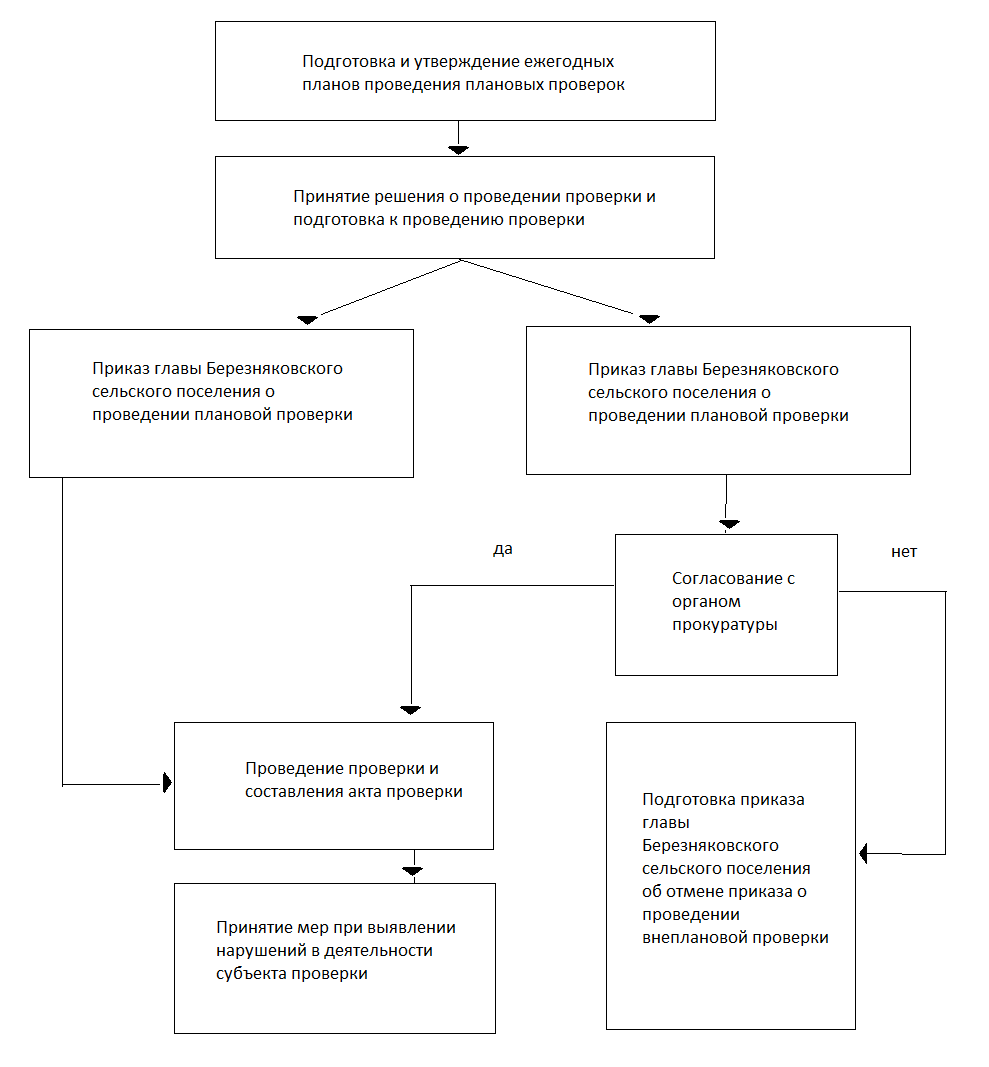 Подготовка и утверждение ежегодных
планов проведения плановых проверок
Принятие решения о проведении проверки и
подготовка к проведению проверки
Приказ главы Березняковского
сельского поселения о
проведении плановой проверки
Приказ главы Березняковского
сельского поселения о
проведении плановой проверки
да
нет
Согласование с
органом
прокуратуры
Проведение проверки и
составления акта проверки
Подготовка приказа
главы
Березняковского
сельского поселения
об отмене приказа о
проведении
внеплановой проверки
Принятие мер при выявлении
нарушений в деятельности
субъекта проверки